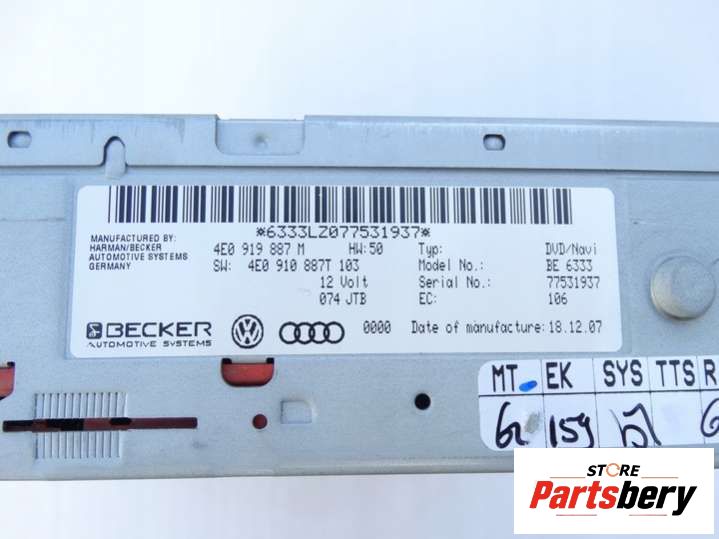 *6333LZ077531937*
MANUFACTURED BY:
HARMAN/BECKER
AUTOMOTIVE SYSTEMS
GERMANY
4E0 919 887 M HW:50 Typ: DVD/Navi
SW: 4E0 910 887T 103 Model No.: BE 6333
12 Volt Serial No.: 77531937
074 JTB EC: 106
BECKER
AUTOMOTIVE SYSTEMS
0000 Date of manufacture: 18.12.07
MT EK SYS TTS R
159
STORE
Partsbery